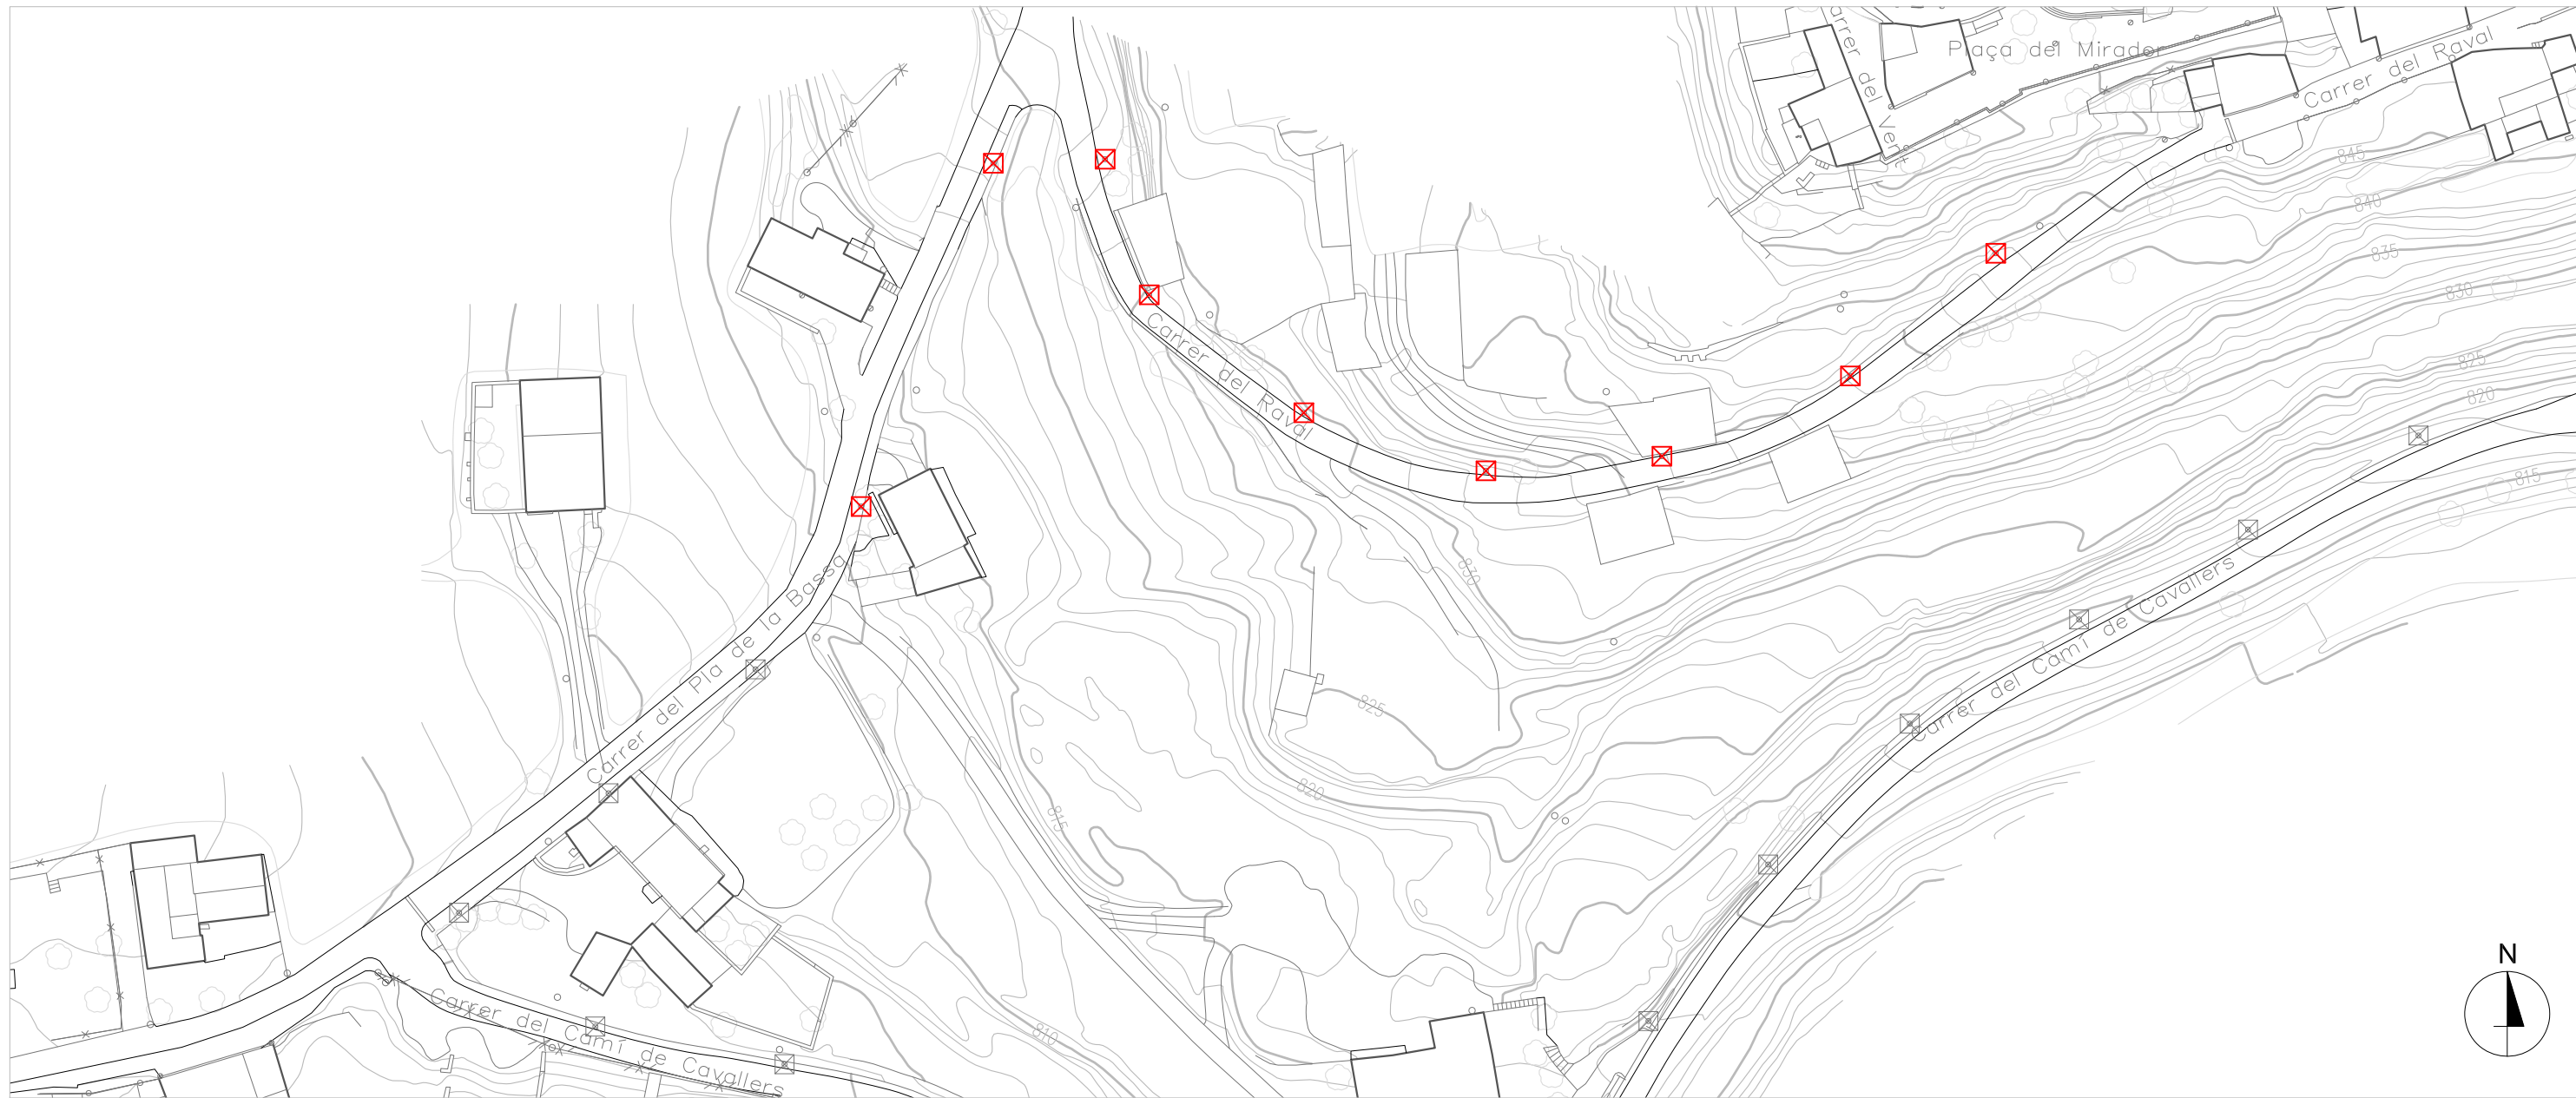 Carrer del Vent
Plaça del Mirador
Carrer del Raval
845
840
835
830
825
820
815
Carrer del Raval
830
825
820
815
810
Carrer del Pla de la Bassa
Carrer del Camí de Cavallers
Carrer del Camí de Cavallers
N